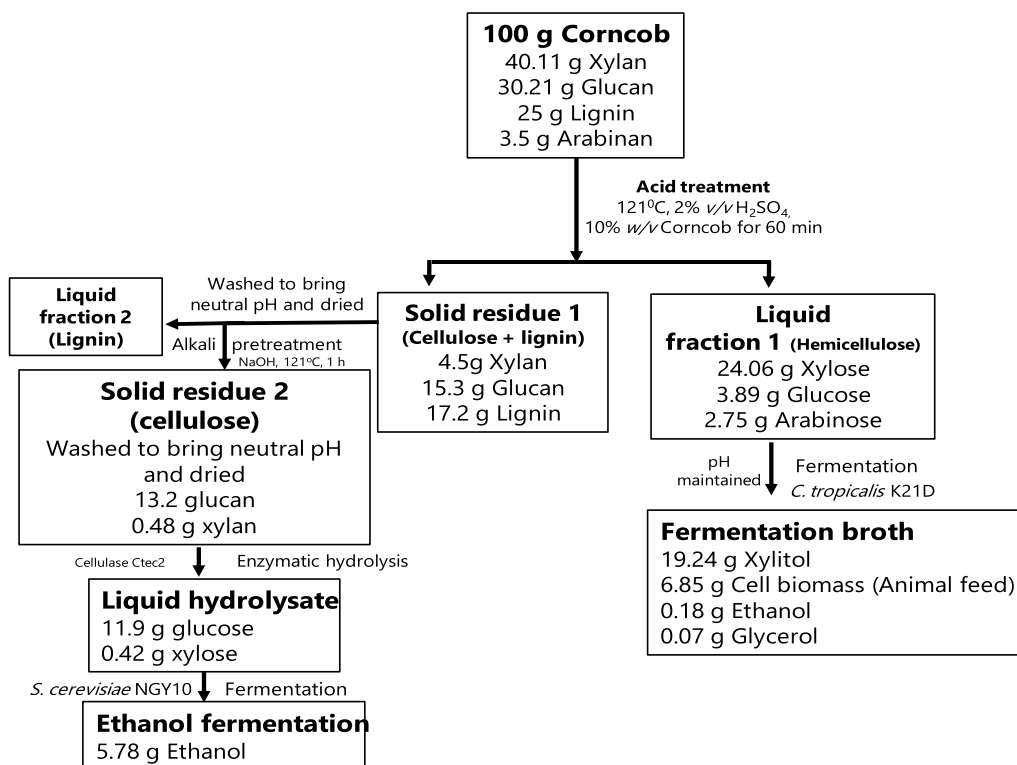 100 g Corncob
40.11 g Xylan
30.21 g Glucan
25 g Lignin
3.5 g Arabinan
Acid treatment
121⁰C, 2% v/v H₂SO₄,
10% w/v Corncob for 60 min
Liquid
fraction 2
(Lignin)
Washed to bring
neutral pH and dried
Alkali pretreatment
NaOH, 121ºC, 1 h
Solid residue 1
(Cellulose + lignin)
4.5g Xylan
15.3 g Glucan
17.2 g Lignin
Liquid
fraction 1 (Hemicellulose)
24.06 g Xylose
3.89 g Glucose
2.75 g Arabinose
Solid residue 2
(cellulose)
Washed to bring neutral pH
and dried
13.2 glucan
0.48 g xylan
pH
maintained
Fermentation
C. tropicalis K21D
Fermentation broth
19.24 g Xylitol
6.85 g Cell biomass (Animal feed)
0.18 g Ethanol
0.07 g Glycerol
Cellulase Ctec2
Enzymatic hydrolysis
Liquid hydrolysate
11.9 g glucose
0.42 g xylose
S. cerevisiae NGY10
Fermentation
Ethanol fermentation
5.78 g Ethanol